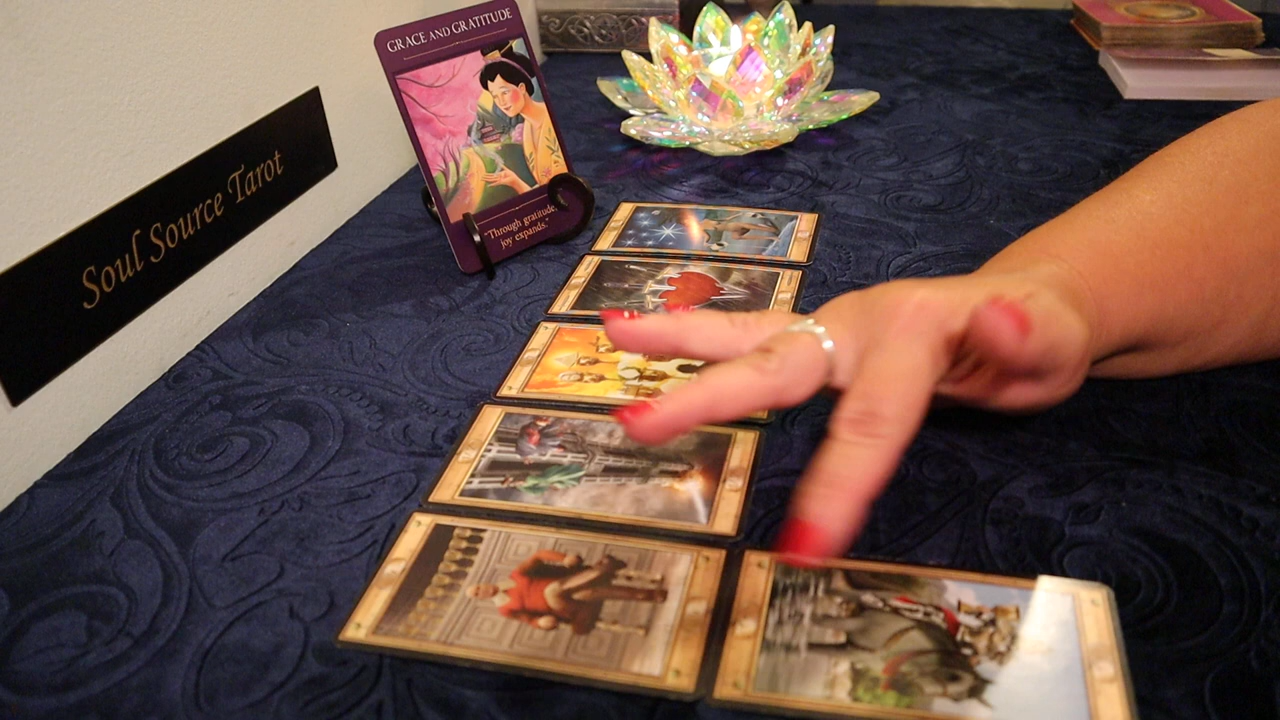 GRACE AND GRATITUDE
"Through gratitude,
joy expands."
Soul Source Tarot